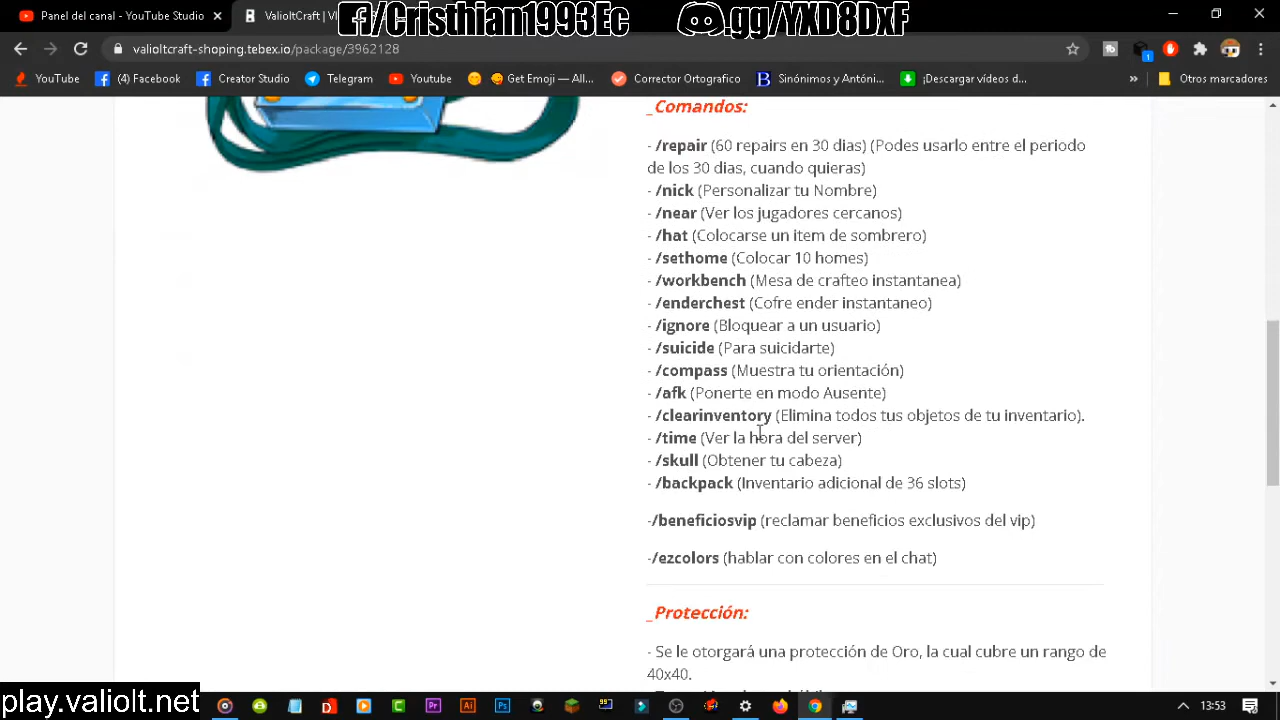 Panel del canal - YouTube Studio
ValioltCraft | VI
/Cristhian1993Ec
.gg/YXD8DxF
valioltcraft-shoping.tebex.io/package/3962128
YouTube
(4) Facebook
Creator Studio
Telegram
Youtube
Get Emoji — All...
Corrector Ortografico
Sinónimos y Antóni...
¡Descargar vídeos d...
»
Otros marcadores
_Comandos:
- /repair (60 repairs en 30 dias) (Podes usarlo entre el periodo
de los 30 dias, cuando quieras)
- /nick (Personalizar tu Nombre)
- /near (Ver los jugadores cercanos)
- /hat (Colocarse un item de sombrero)
- /sethome (Colocar 10 homes)
- /workbench (Mesa de crafteo instantanea)
- /enderchest (Cofre ender instantaneo)
- /ignore (Bloquear a un usuario)
- /suicide (Para suicidarte)
- /compass (Muestra tu orientación)
- /afk (Ponerte en modo Ausente)
- /clearinventory (Elimina todos tus objetos de tu inventario).
- /time (Ver la hora del server)
- /skull (Obtener tu cabeza)
- /backpack (Inventario adicional de 36 slots)
-/beneficiosvip (reclamar beneficios exclusivos del vip)
-/ezcolors (hablar con colores en el chat)
_Protección:
- Se le otorgará una protección de Oro, la cual cubre un rango de
40x40.
play.valiolt.net
13:53